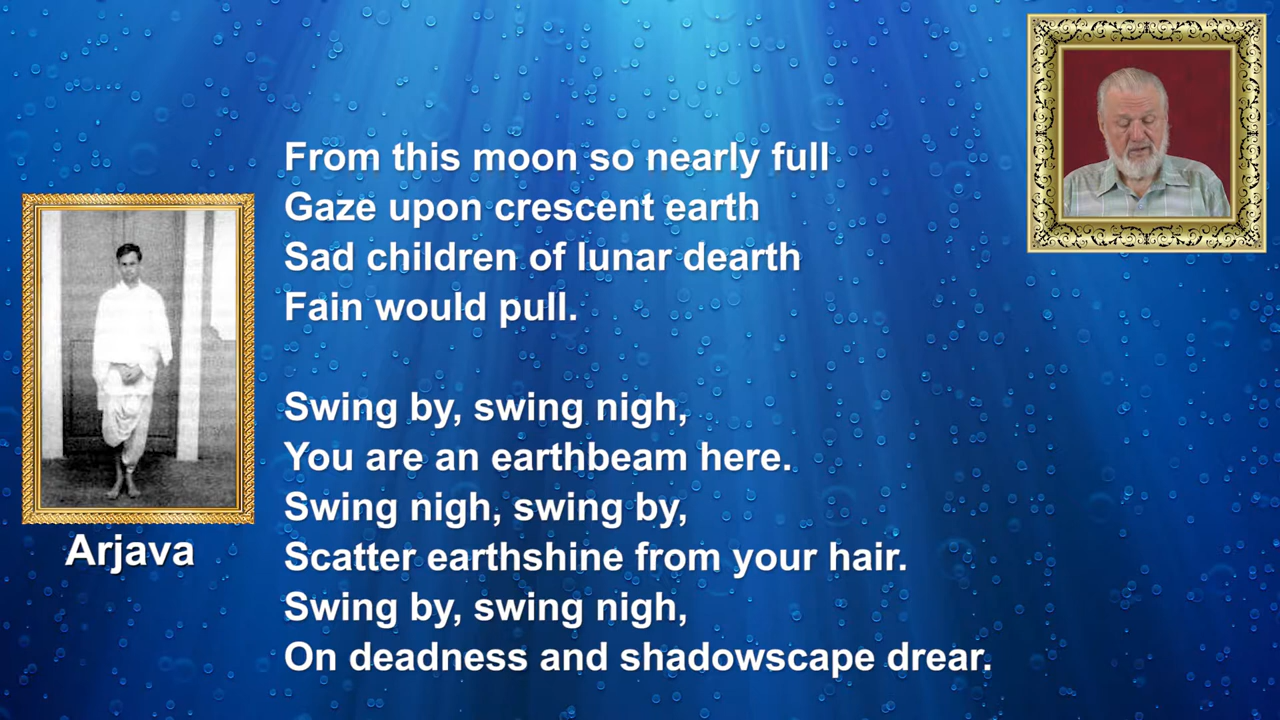 From this moon so nearly full
Gaze upon crescent earth
Sad children of lunar dearth
Fain would pull.
Swing by, swing nigh,
You are an earthbeam here.
Swing nigh, swing by,
Scatter earthshine from your hair.
Swing by, swing nigh,
On deadness and shadowscape drear.
Arjava